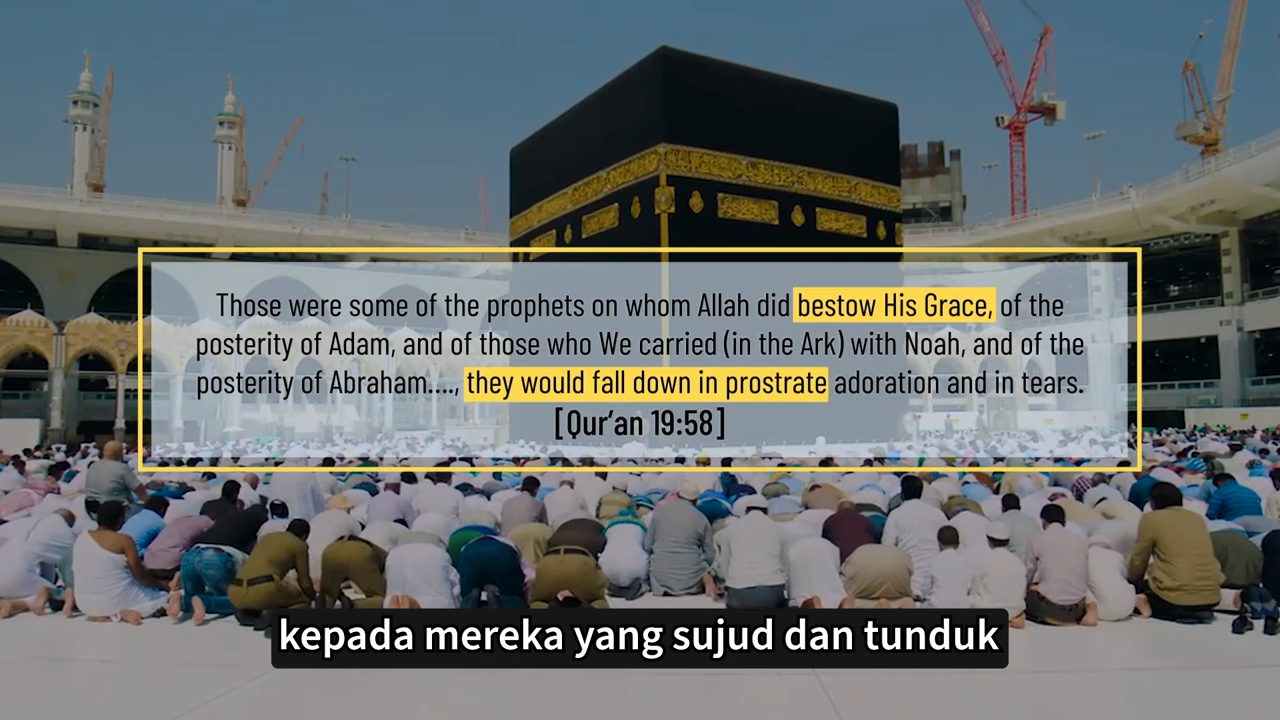 Those were some of the prophets on whom Allah did bestow His Grace, of the
posterity of Adam, and of those who We carried (in the Ark) with Noah, and of the
posterity of Abraham...., they would fall down in prostrate adoration and in tears.
[Qur’an 19:58]
kepada mereka yang sujud dan tunduk